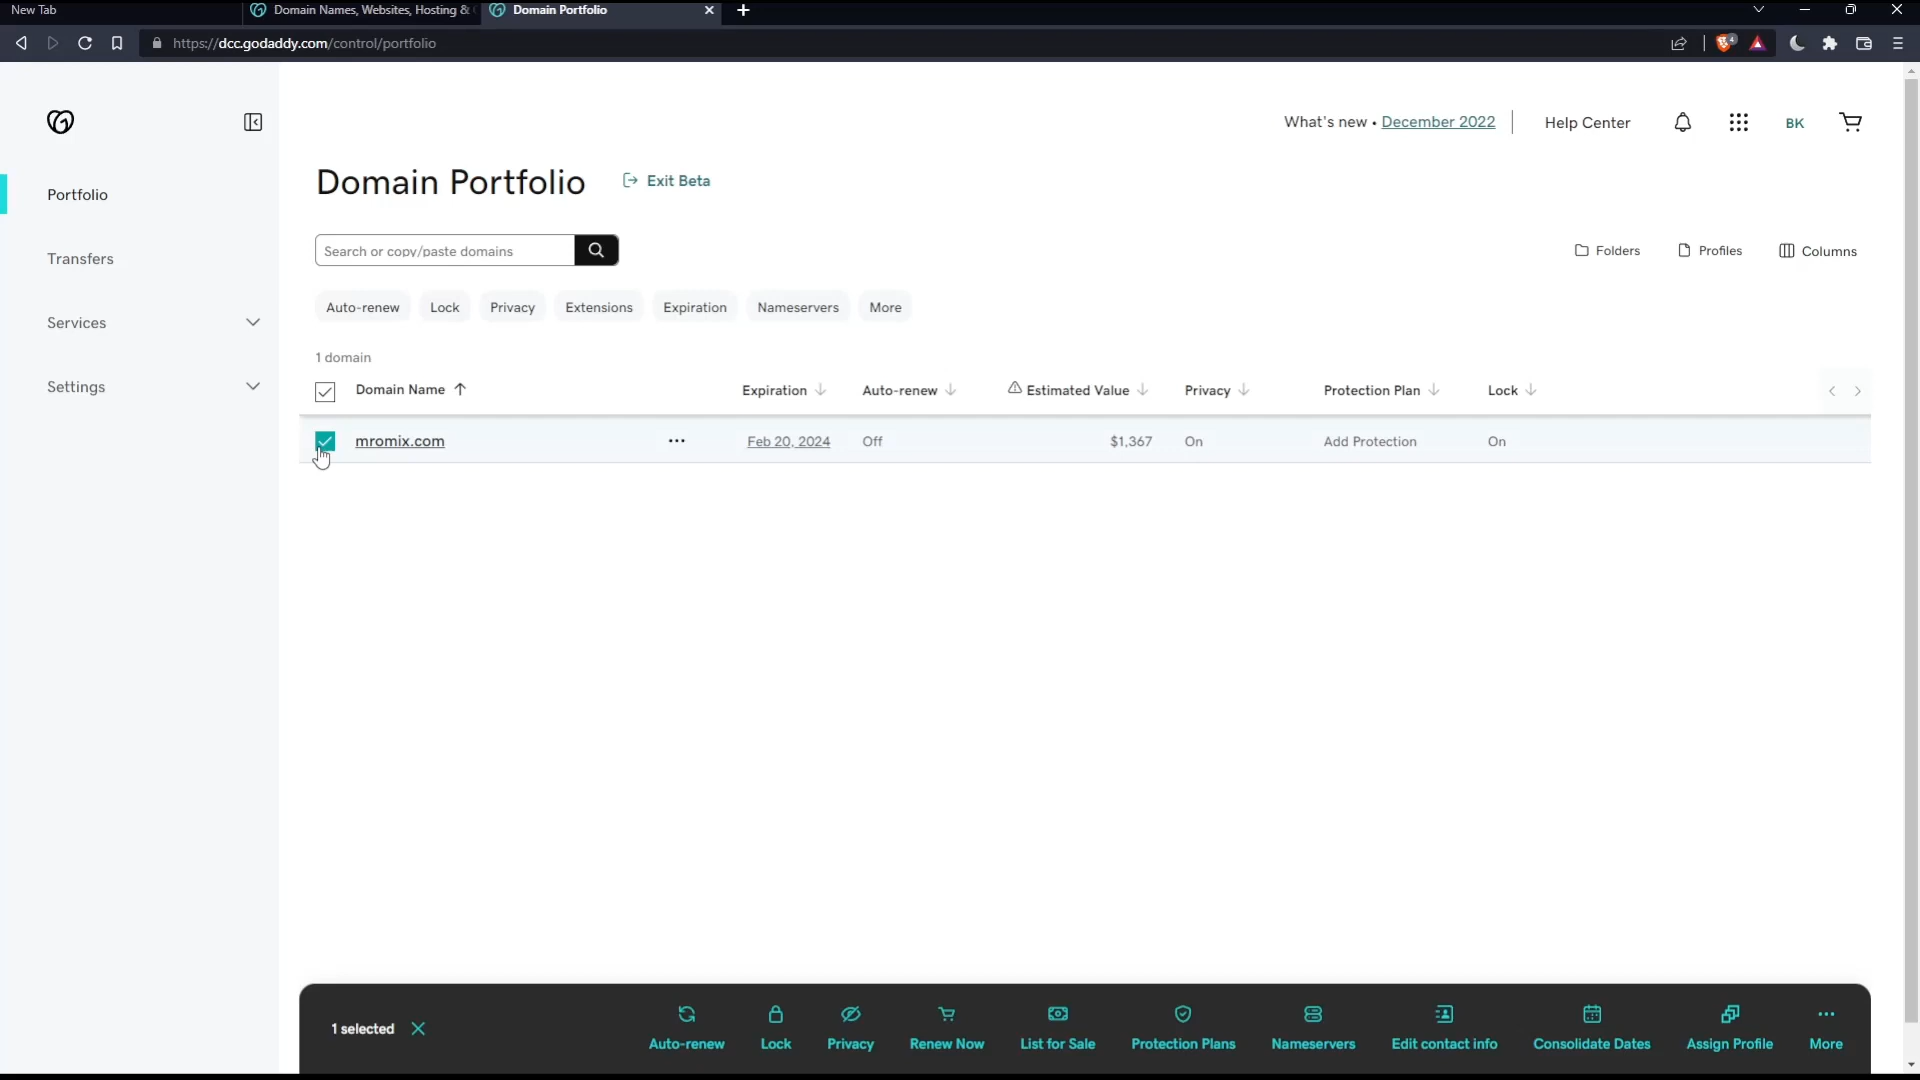 New Tab
Domain Names, Websites, Hosting &
Domain Portfolio
https://dcc.godaddy.com/control/portfolio
4
What's new • December 2022
Help Center
BK
Portfolio
Transfers
Services
Settings
Domain Portfolio
Exit Beta
Search or copy/paste domains
Folders
Profiles
Columns
Auto-renew
Lock
Privacy
Extensions
Expiration
Nameservers
More
1 domain
Domain Name
Expiration
Auto-renew
Estimated Value
Privacy
Protection Plan
Lock
mromix.com
Feb 20, 2024
Off
$1,367
On
Add Protection
On
1 selected
Auto-renew
Lock
Privacy
Renew Now
List for Sale
Protection Plans
Nameservers
Edit contact info
Consolidate Dates
Assign Profile
More